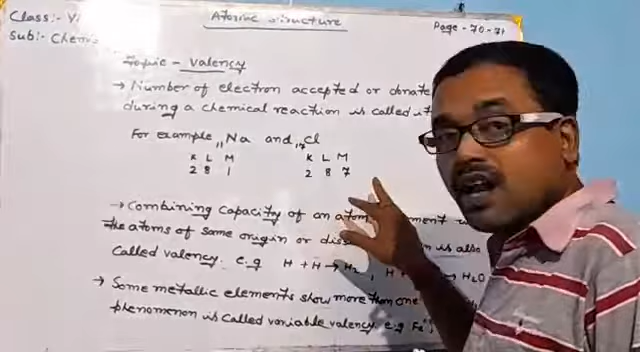 Class:- VI
Atomic structure
Page - 70-71
Sub:- Chemis
Topic - valency
→ Number of electron accepted or donate
during a chemical reaction is called it
For example ₁₁Na and ₁₇Cl
K L M K L M
2 8 1 2 8 7
→ Combining capacity of an atom
the atoms of same origin or is also
Called valency. e.g H + H → H₂ , H + → H₂O
→ Some metallic elements show more than one
phenomenon is called variable valency. e.g Fe